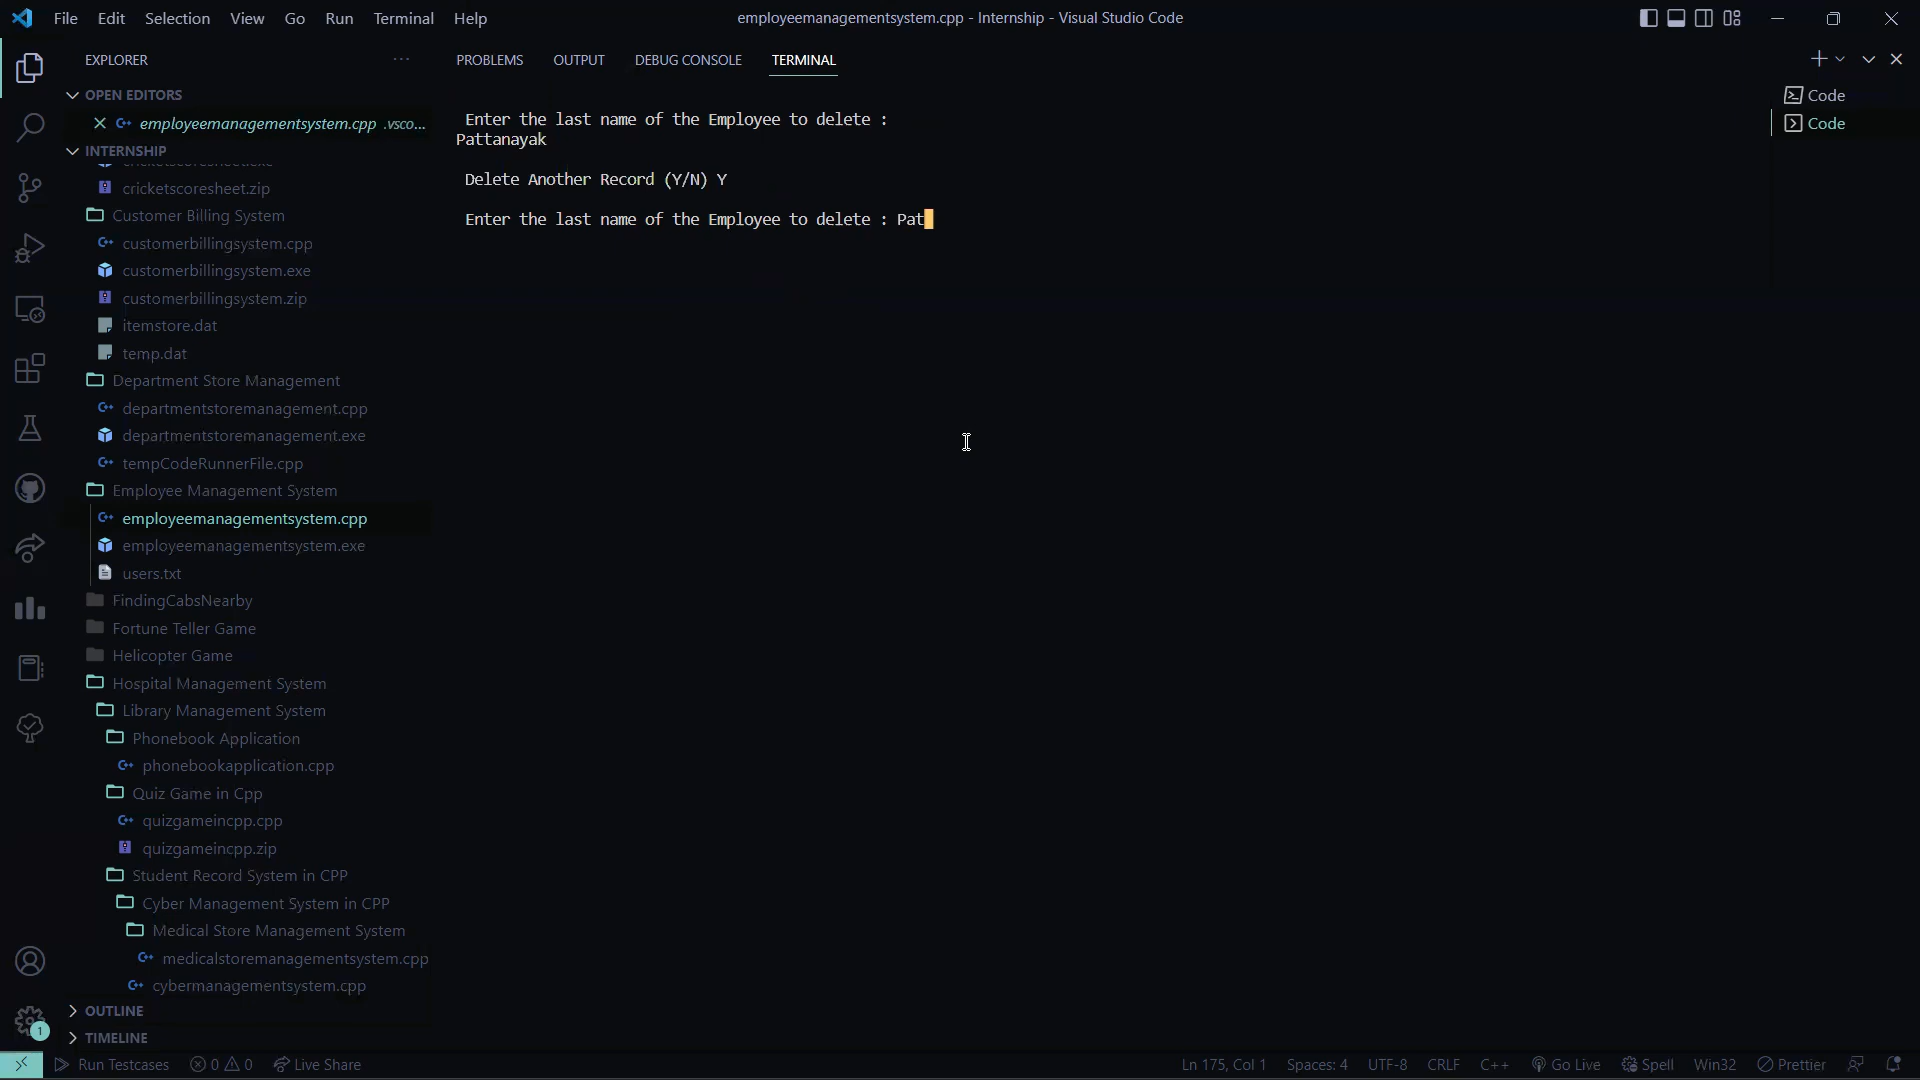 File Edit Selection View Go Run Terminal Help
employeemanagementsystem.cpp - Internship - Visual Studio Code
EXPLORER
OPEN EDITORS
employeemanagementsystem.cpp .vsco...
INTERNSHIP
cricketscoresheet.exe
cricketscoresheet.zip
Customer Billing System
customerbillingsystem.cpp
customerbillingsystem.exe
customerbillingsystem.zip
itemstore.dat
temp.dat
Department Store Management
departmentstoremanagement.cpp
departmentstoremanagement.exe
tempCodeRunnerFile.cpp
Employee Management System
employeemanagementsystem.cpp
employeemanagementsystem.exe
users.txt
FindingCabsNearby
Fortune Teller Game
Helicopter Game
Hospital Management System
Library Management System
Phonebook Application
phonebookapplication.cpp
Quiz Game in Cpp
quizgameincpp.cpp
quizgameincpp.zip
Student Record System in CPP
Cyber Management System in CPP
Medical Store Management System
medicalstoremanagementsystem.cpp
cybermanagementsystem.cpp
OUTLINE
TIMELINE
PROBLEMS OUTPUT DEBUG CONSOLE TERMINAL
Enter the last name of the Employee to delete :
Pattanayak
Delete Another Record (Y/N) Y
Enter the last name of the Employee to delete : Pat
Code
Code
1
Run Testcases 0 0 Live Share
Ln 175, Col 1 Spaces: 4 UTF-8 CRLF C++ Go Live Spell Win32 Prettier